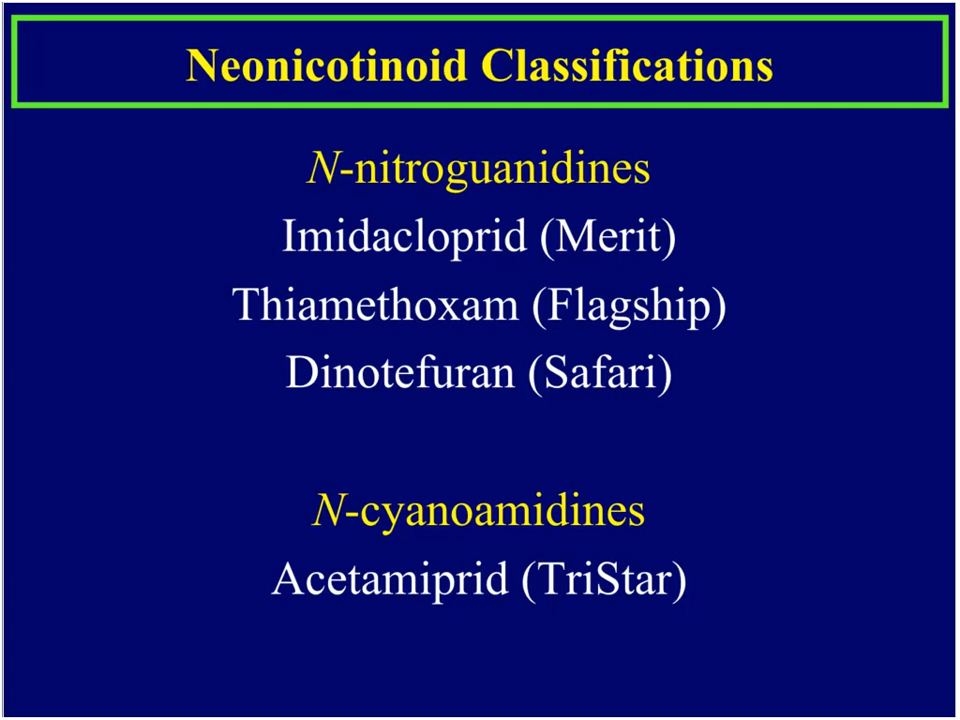 Neonicotinoid Classifications
N-nitroguanidines
Imidacloprid (Merit)
Thiamethoxam (Flagship)
Dinotefuran (Safari)
N-cyanoamidines
Acetamiprid (TriStar)